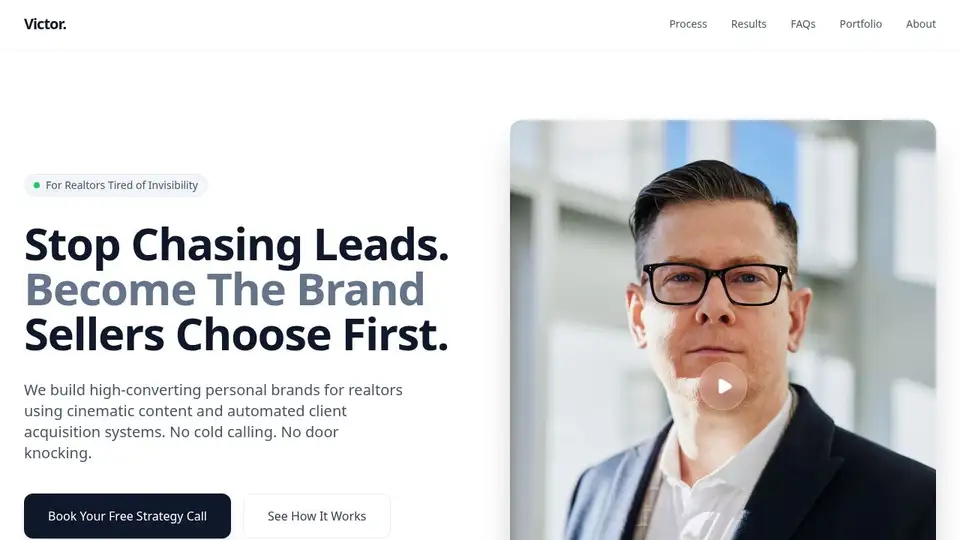 Victor.
Process
Results
FAQs
Portfolio
About
For Realtors Tired of Invisibility
Stop Chasing Leads.
Become The Brand
Sellers Choose First.
We build high-converting personal brands for realtors
using cinematic content and automated client
acquisition systems. No cold calling. No door
knocking.
Book Your Free Strategy Call
See How It Works